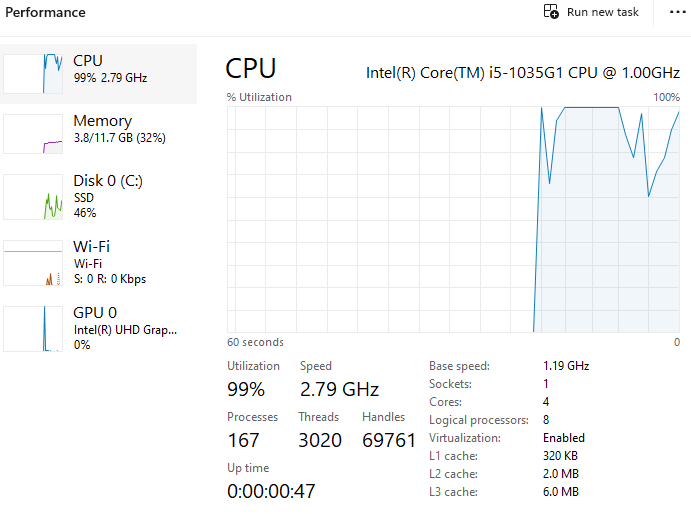 Performance
Run new task
CPU
99% 2.79 GHz
Memory
3.8/11.7 GB (32%)
Disk 0 (C:)
SSD
46%
Wi-Fi
Wi-Fi
S: 0 R: 0 Kbps
GPU 0
Intel(R) UHD Grap...
0%
CPU
Intel(R) Core(TM) i5-1035G1 CPU @ 1.00GHz
% Utilization
100%
60 seconds
0
Utilization
Speed
99%
2.79 GHz
Processes
Threads
Handles
167
3020
69761
Up time
0:00:00:47
Base speed: 1.19 GHz
Sockets: 1
Cores: 4
Logical processors: 8
Virtualization: Enabled
L1 cache: 320 KB
L2 cache: 2.0 MB
L3 cache: 6.0 MB